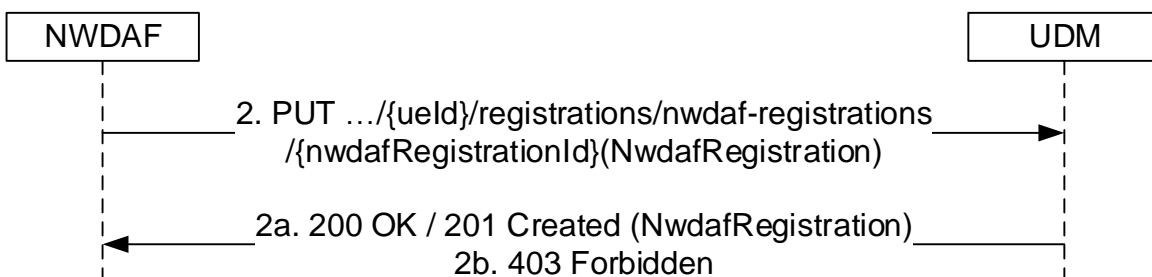 NWDAF
UDM
2. PUT …/{ueId}/registrations/nwdaf-registrations
/{nwdafRegistrationId}(NwdafRegistration)
2a. 200 OK / 201 Created (NwdafRegistration)
2b. 403 Forbidden